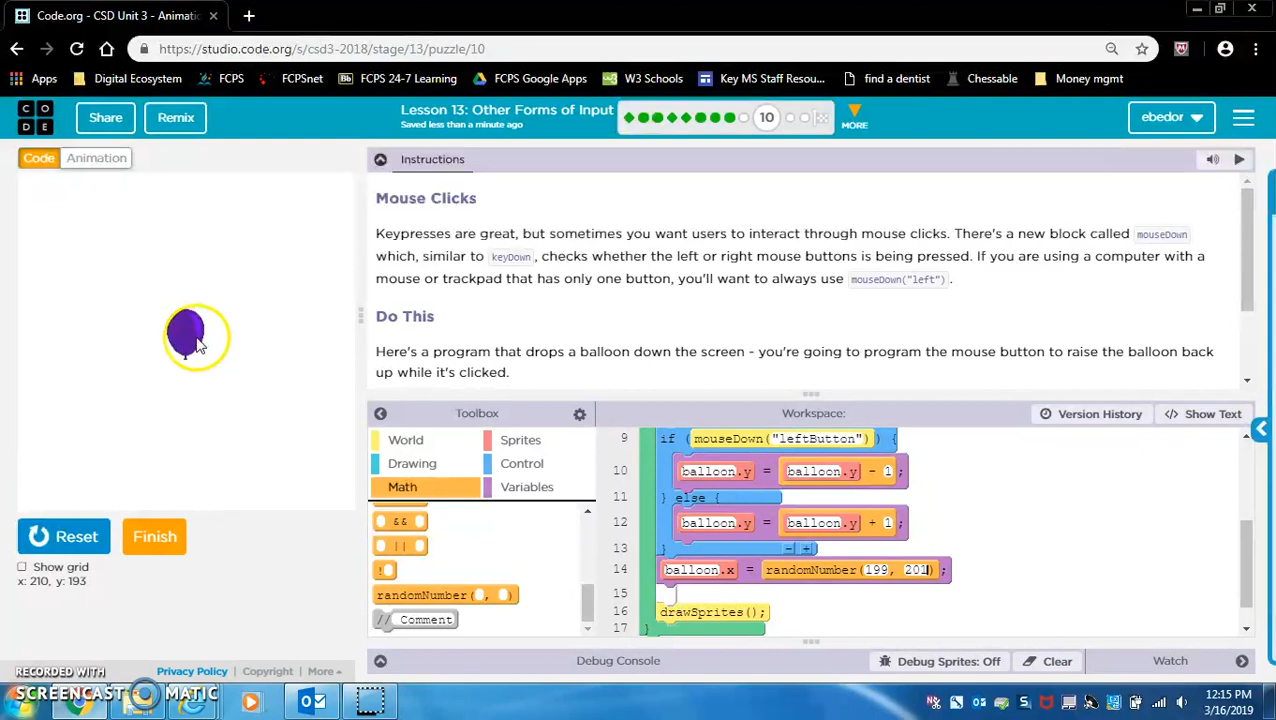 Code.org - CSD Unit 3 - Animatic
https://studio.code.org/s/csd3-2018/stage/13/puzzle/10
Apps Digital Ecosystem FCPS FCPSnet Bb FCPS 24-7 Learning FCPS Google Apps W3 Schools Key MS Staff Resou... find a dentist Chessable Money mgmt
CO
DE
Share
Remix
Lesson 13: Other Forms of Input
Saved less than a minute ago
10
MORE
ebedor
Code Animation
Instructions
Mouse Clicks
Keypresses are great, but sometimes you want users to interact through mouse clicks. There's a new block called mouseDown
which, similar to keyDown, checks whether the left or right mouse buttons is being pressed. If you are using a computer with a
mouse or trackpad that has only one button, you'll want to always use mouseDown("left").
Do This
Here's a program that drops a balloon down the screen - you're going to program the mouse button to raise the balloon back
up while it's clicked.
Toolbox
Workspace:
Version History
</> Show Text
World
Sprites
Drawing
Control
Math
Variables
&&
||
!
randomNumber( , )
// Comment
9 if (mouseDown("leftButton")) {
10 balloon.y = balloon.y - 1;
11 } else {
12 balloon.y = balloon.y + 1;
13 }
14 balloon.x = randomNumber(199, 201);
15
16 drawSprites();
17 }
Reset
Finish
Show grid
x: 210, y: 193
Debug Console
Debug Sprites: Off
Clear
Watch
Privacy Policy | Copyright | More
RECORDED WITH
SCREENCAST MATIC
12:15 PM
3/16/2019